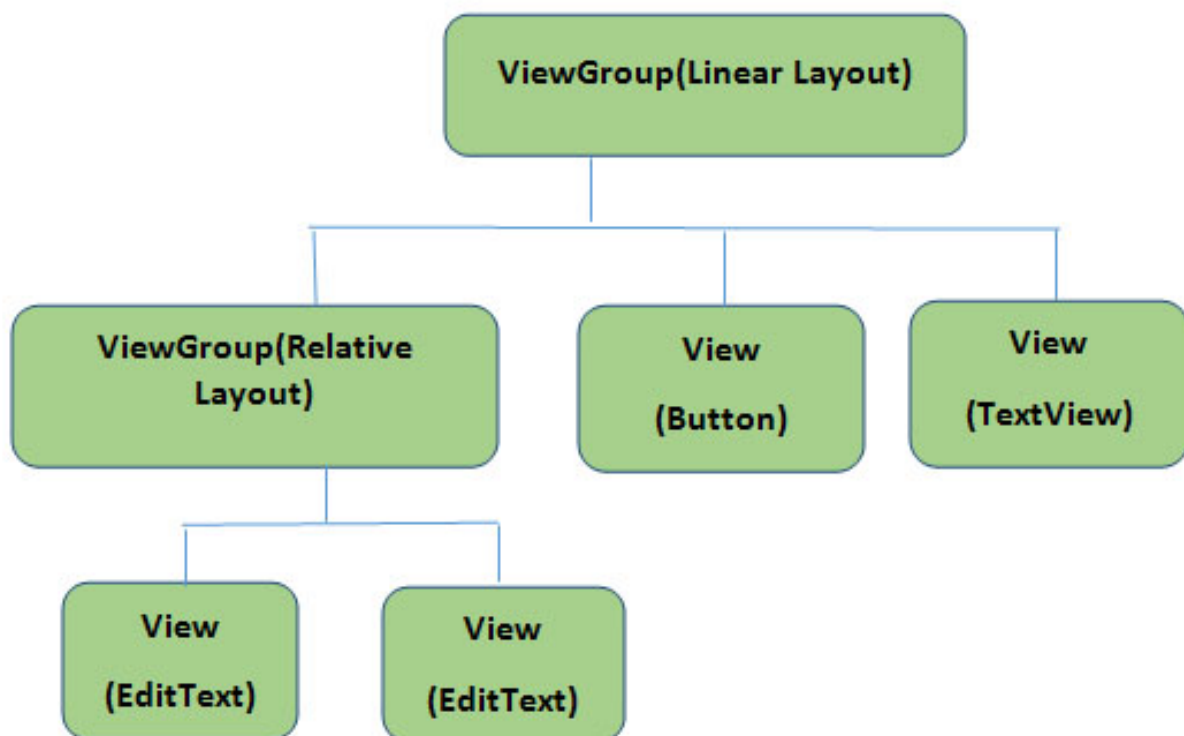 ViewGroup(Linear Layout)
ViewGroup(Relative
Layout)
View
(Button)
View
(TextView)
View
(EditText)
View
(EditText)